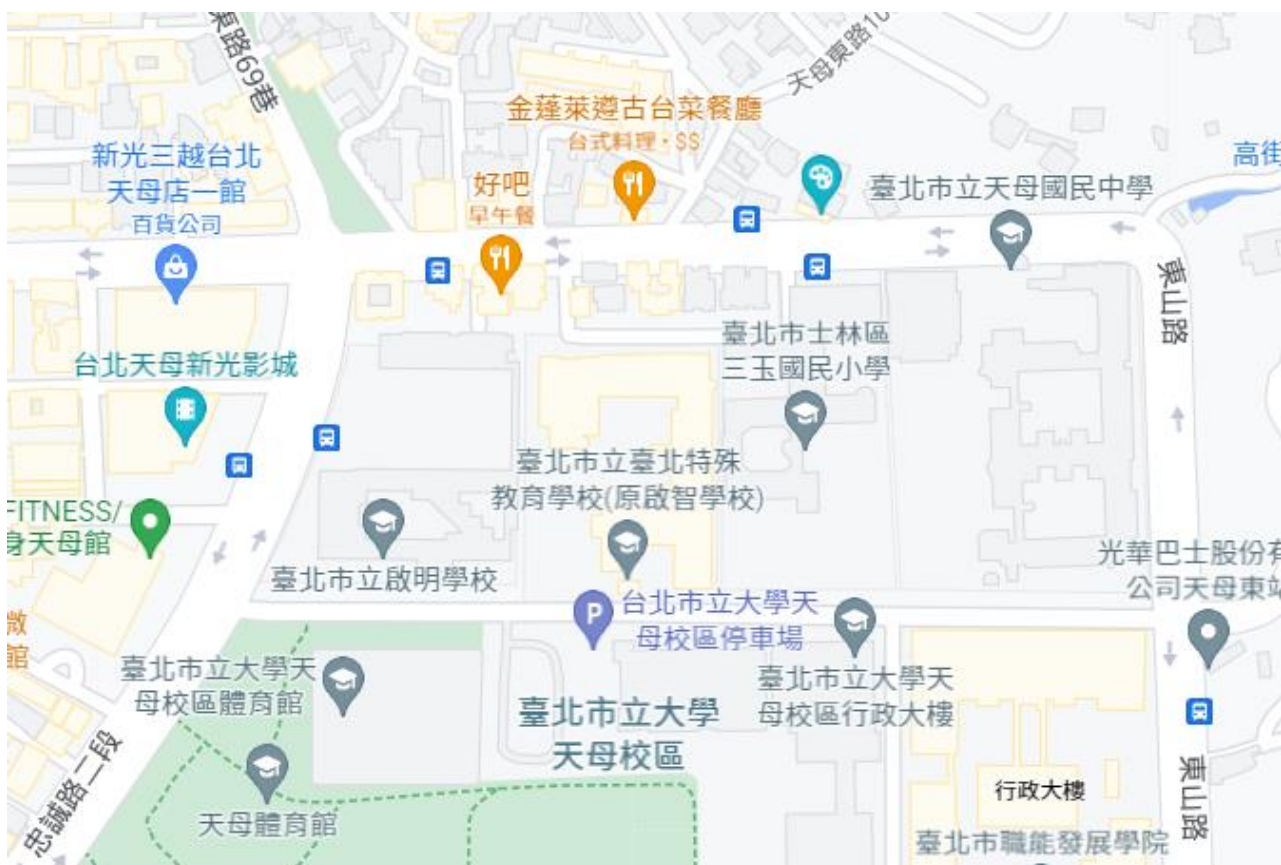 東路69巷
天母東路10
金蓬萊遵古台菜餐廳
台式料理・SS
新光三越台北
天母店一館
百貨公司
好吧
早午餐
高街
臺北市立天母國民中學
東山路
台北天母新光影城
臺北市士林區
三玉國民小學
臺北市立臺北特殊
教育學校(原啟智學校)
FITNESS/
身天母館
臺北市立啟明學校
光華巴士股份有
公司天母東站
P
台北市立大學天
母校區停車場
微
館
臺北市立大學天
母校區體育館
臺北市立大學天
母校區行政大樓
臺北市立大學
天母校區
忠誠路二段
天母體育館
行政大樓
東山路
臺北市職能發展學院